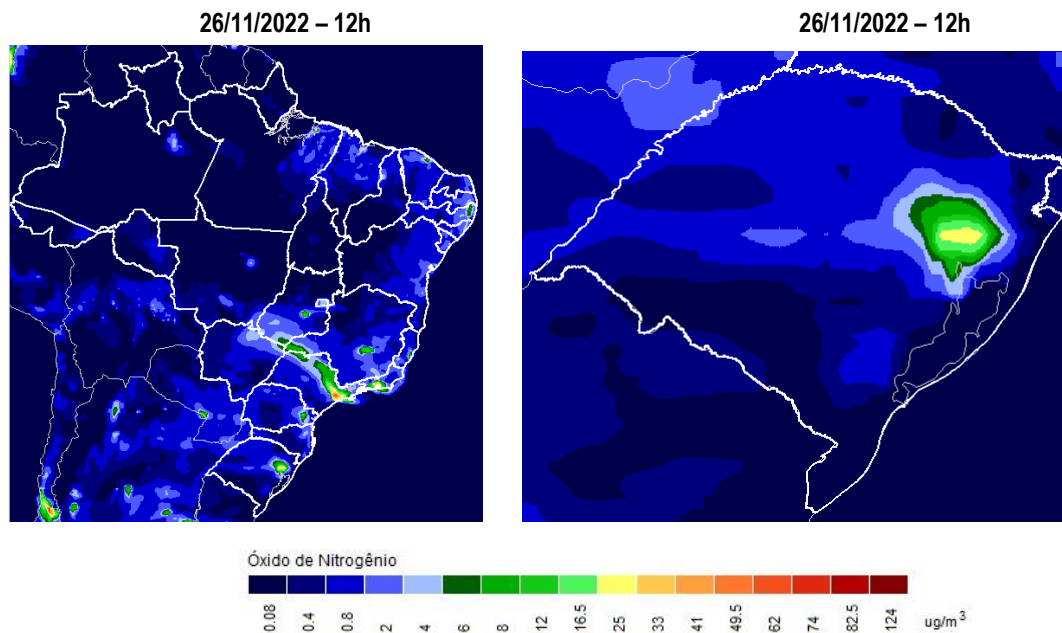 26/11/2022 – 12h
26/11/2022 – 12h
Óxido de Nitrogênio
0.08 0.4 0.8 2 4 6 8 12 16.5 25 33 41 49.5 62 74 82.5 124 ug/m³